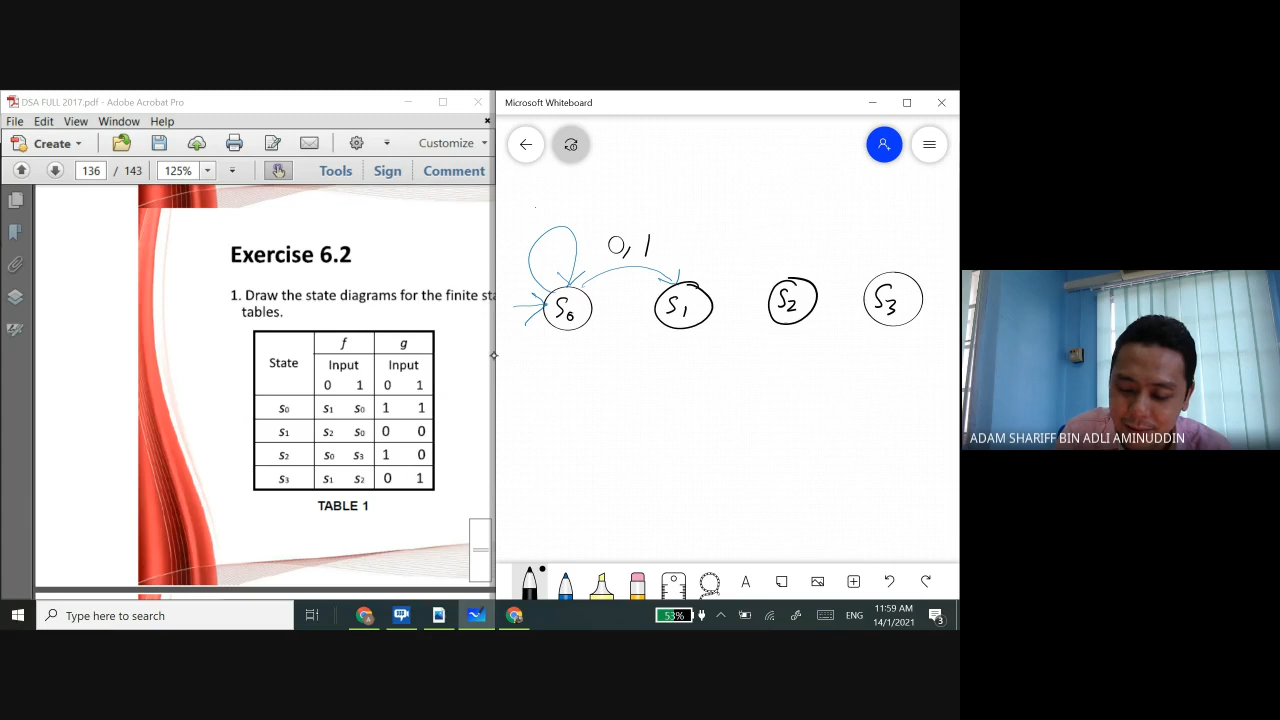 DSA FULL 2017.pdf - Adobe Acrobat Pro
File Edit View Window Help
Create
Customize
136 / 143
125%
Tools
Sign
Comment
Exercise 6.2
1. Draw the state diagrams for the finite sta
tables.
State
f
g
Input
Input
0 1
0 1
S0 S1 S0 1 1
S1 S2 S0 0 0
S2 S0 S3 1 0
S3 S1 S2 0 1
TABLE 1
Microsoft Whiteboard
0, 1
S0
S1
S2
S3
A
ADAM SHARIFF BIN ADLI AMINUDDIN
Type here to search
53%
ENG
11:59 AM
14/1/2021
3